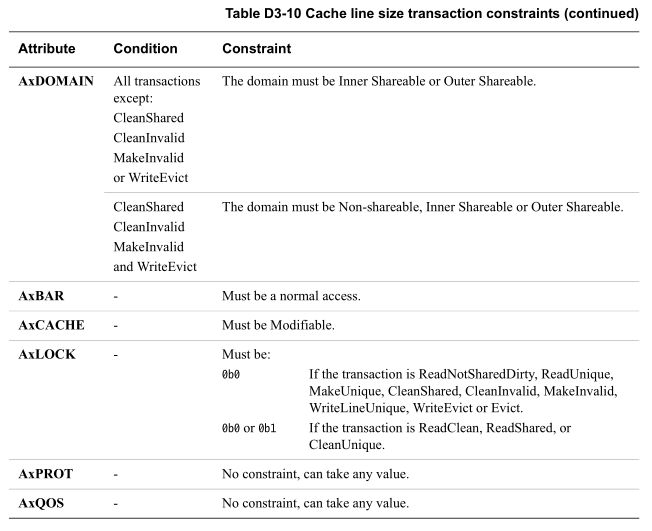 Table D3-10 Cache line size transaction constraints (continued)
Attribute Condition Constraint
AxDOMAIN All transactions The domain must be Inner Shareable or Outer Shareable.
except:
CleanShared
CleanInvalid
MakeInvalid
or WriteEvict
CleanShared The domain must be Non-shareable, Inner Shareable or Outer Shareable.
CleanInvalid
MakeInvalid
and WriteEvict
AxBAR - Must be a normal access.
AxCACHE - Must be Modifiable.
AxLOCK - Must be:
0b0 If the transaction is ReadNotSharedDirty, ReadUnique,
MakeUnique, CleanShared, CleanInvalid, MakeInvalid,
WriteLineUnique, WriteEvict or Evict.
0b0 or 0b1 If the transaction is ReadClean, ReadShared, or
CleanUnique.
AxPROT - No constraint, can take any value.
AxQOS - No constraint, can take any value.